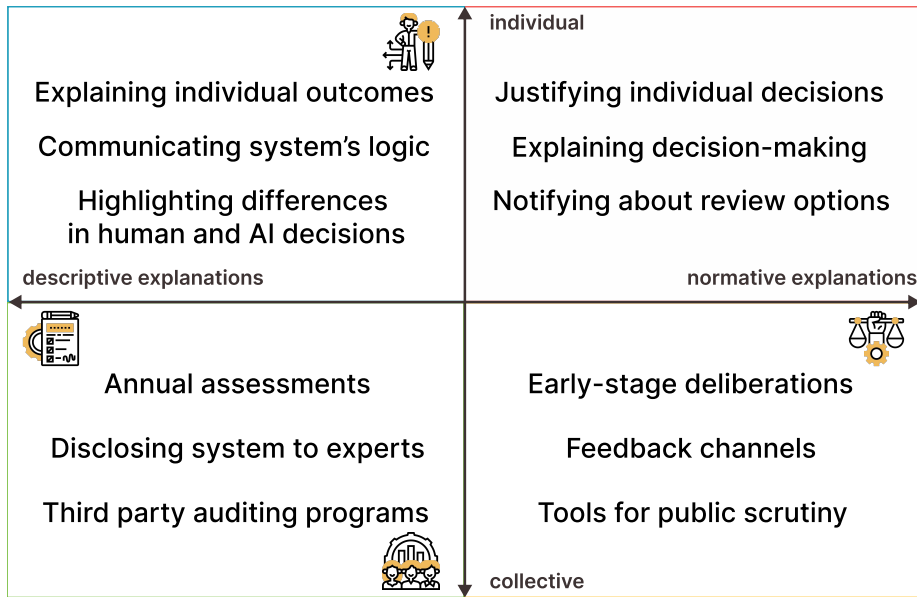 individual
Explaining individual outcomes
Communicating system's logic
Highlighting differences
in human and AI decisions
Justifying individual decisions
Explaining decision-making
Notifying about review options
descriptive explanations
normative explanations
Annual assessments
Disclosing system to experts
Third party auditing programs
Early-stage deliberations
Feedback channels
Tools for public scrutiny
collective